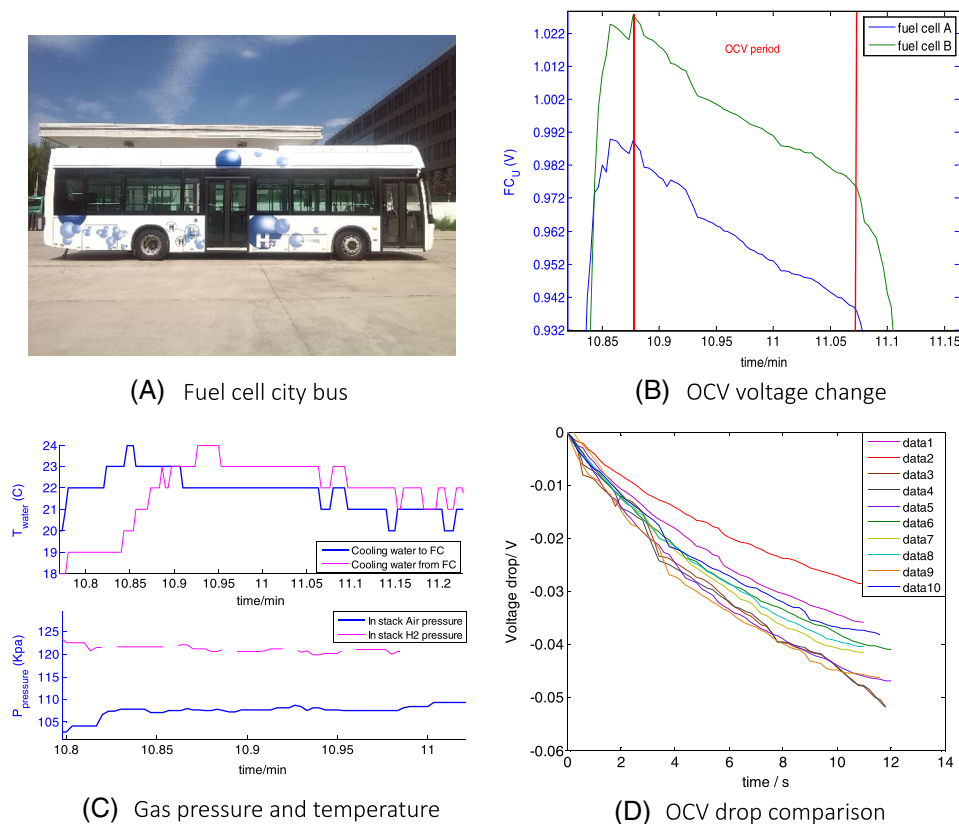 H
H
H
1.022
1.012
1.002
0.992
0.982
0.972
0.962
0.952
0.942
0.932
FC_U (V)
OCV period
fuel cell A
fuel cell B
10.85 10.9 10.95 11 11.05 11.1 11.15
time/min
(A) Fuel cell city bus
(B) OCV voltage change
24
23
22
21
20
19
18
T_water (C)
Cooling water to FC
Cooling water from FC
10.8 10.85 10.9 10.95 11 11.05 11.1 11.15 11.2
time/min
125
120
115
110
105
P_pressure (Kpa)
In stack Air pressure
In stack H2 pressure
10.8 10.85 10.9 10.95 11
time/min
(C) Gas pressure and temperature
0
-0.01
-0.02
-0.03
-0.04
-0.05
-0.06
Voltage drop/ V
data1
data2
data3
data4
data5
data6
data7
data8
data9
data10
0 2 4 6 8 10 12 14
time / s
(D) OCV drop comparison